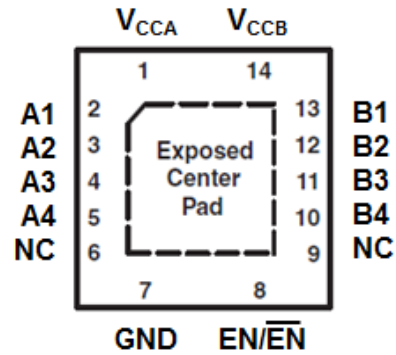 VCCA VCCB
1 14
A1 2 13 B1
A2 3 Exposed 12 B2
A3 4 Center 11 B3
A4 5 Pad 10 B4
NC 6 9 NC
7 8
GND EN/E̅N̅